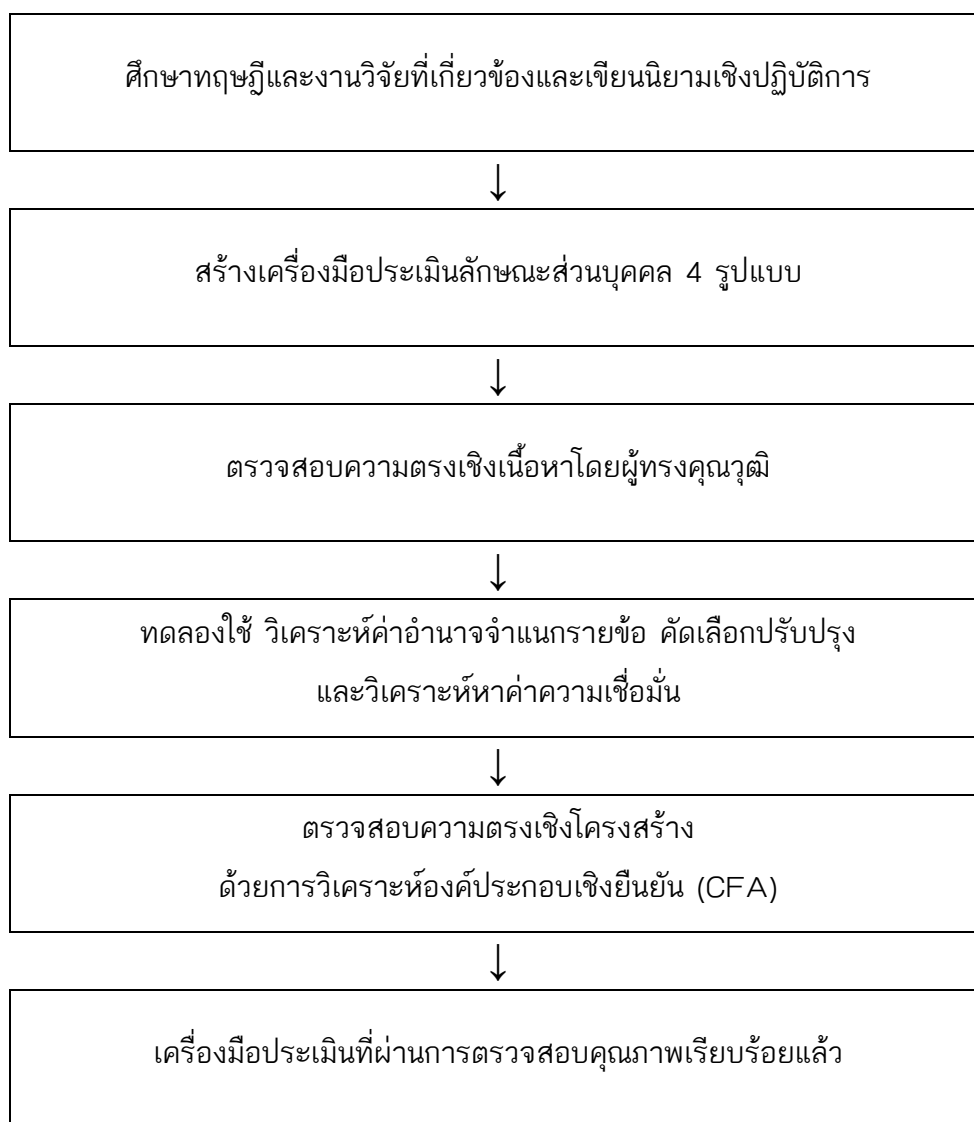 ศึกษาทฤษฎีและงานวิจัยที่เกี่ยวข้องและเขียนนิยามเชิงปฏิบัติการ
↓
สร้างเครื่องมือประเมินลักษณะส่วนบุคคล 4 รูปแบบ
↓
ตรวจสอบความตรงเชิงเนื้อหาโดยผู้ทรงคุณวุฒิ
↓
ทดลองใช้ วิเคราะห์ค่าอำนาจจำแนกรายข้อ คัดเลือกปรับปรุง
และวิเคราะห์หาค่าความเชื่อมั่น
↓
ตรวจสอบความตรงเชิงโครงสร้าง
ด้วยการวิเคราะห์องค์ประกอบเชิงยืนยัน (CFA)
↓
เครื่องมือประเมินที่ผ่านการตรวจสอบคุณภาพเรียบร้อยแล้ว